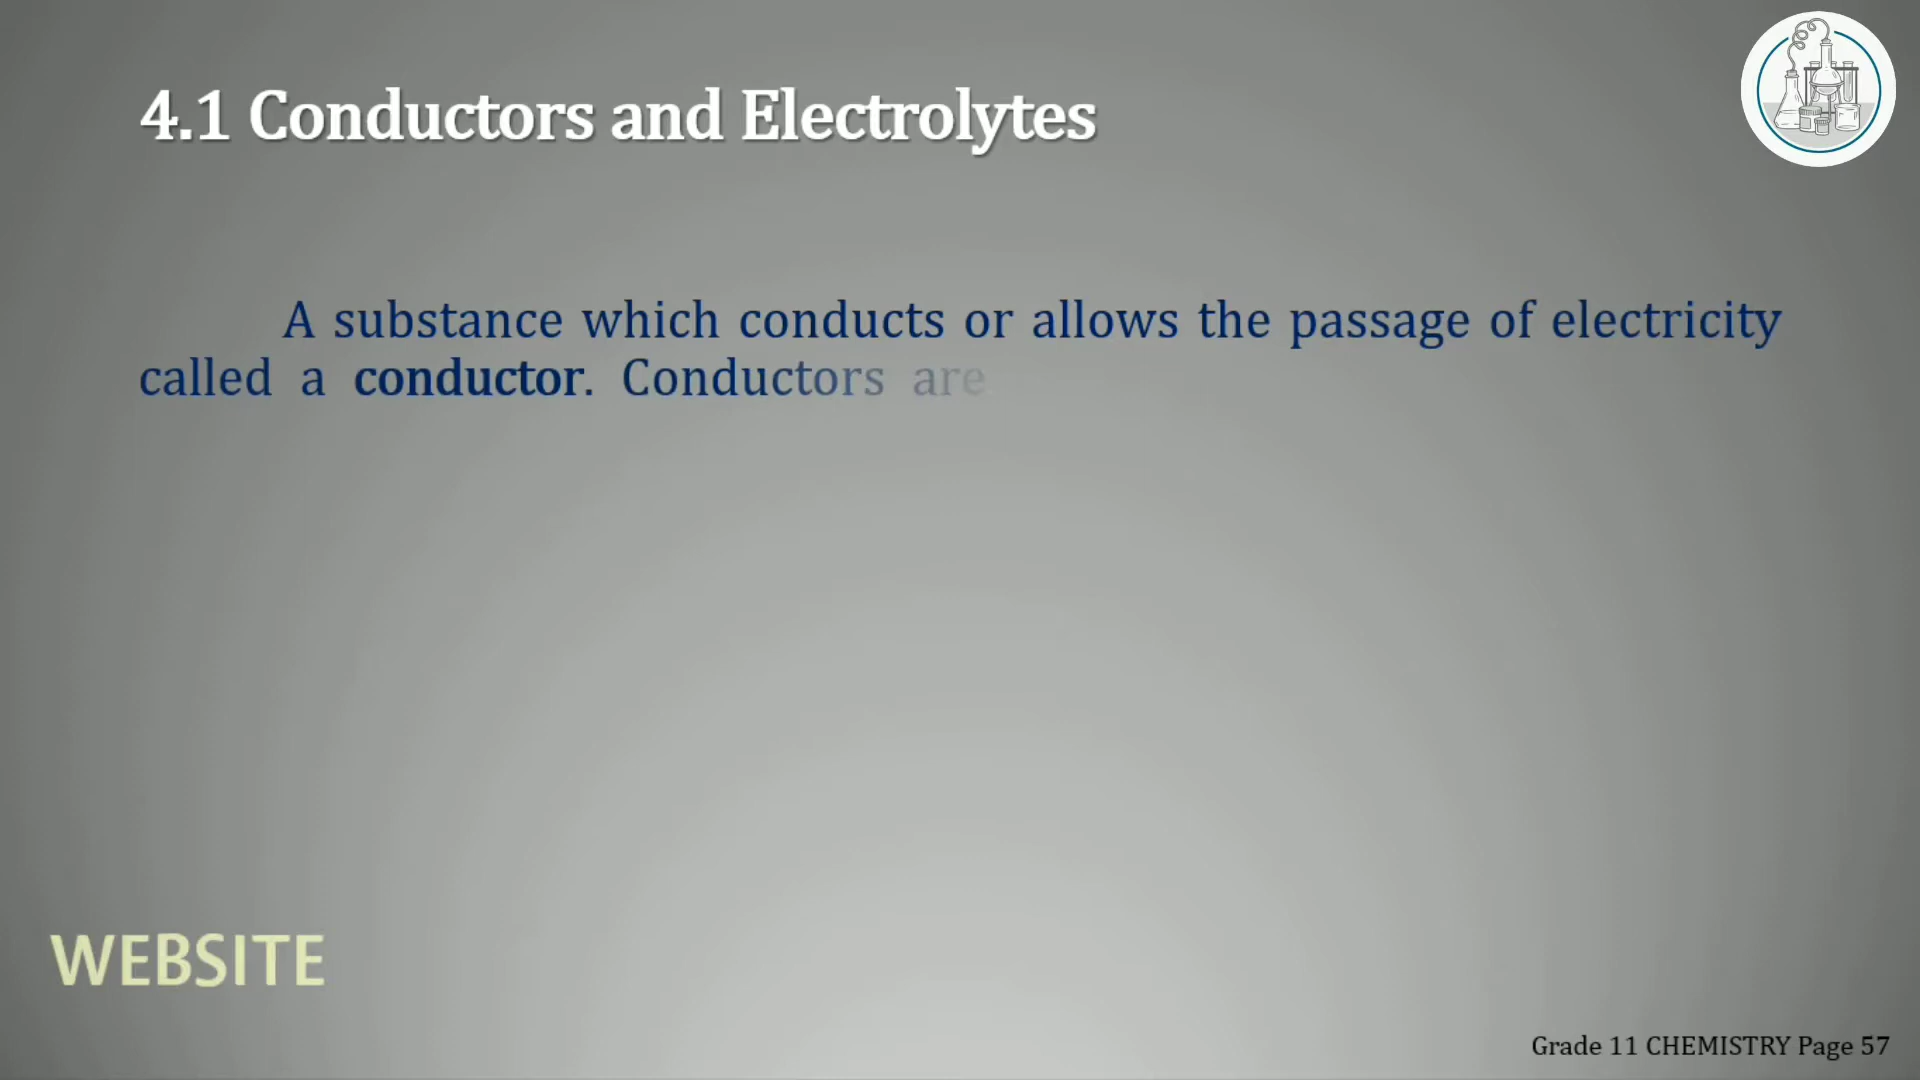 4.1 Conductors and Electrolytes
A substance which conducts or allows the passage of electricity
called a conductor. Conductors are
WEBSITE
Grade 11 CHEMISTRY Page 57